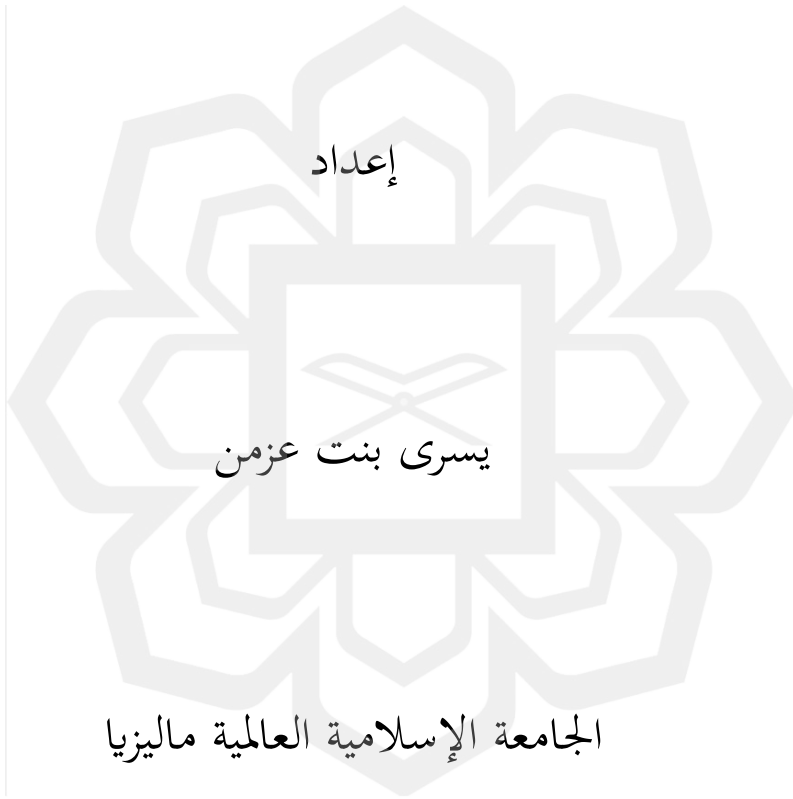 إعداد
يسرى بنت عزمن
الجامعة الإسلامية العالمية ماليزيا